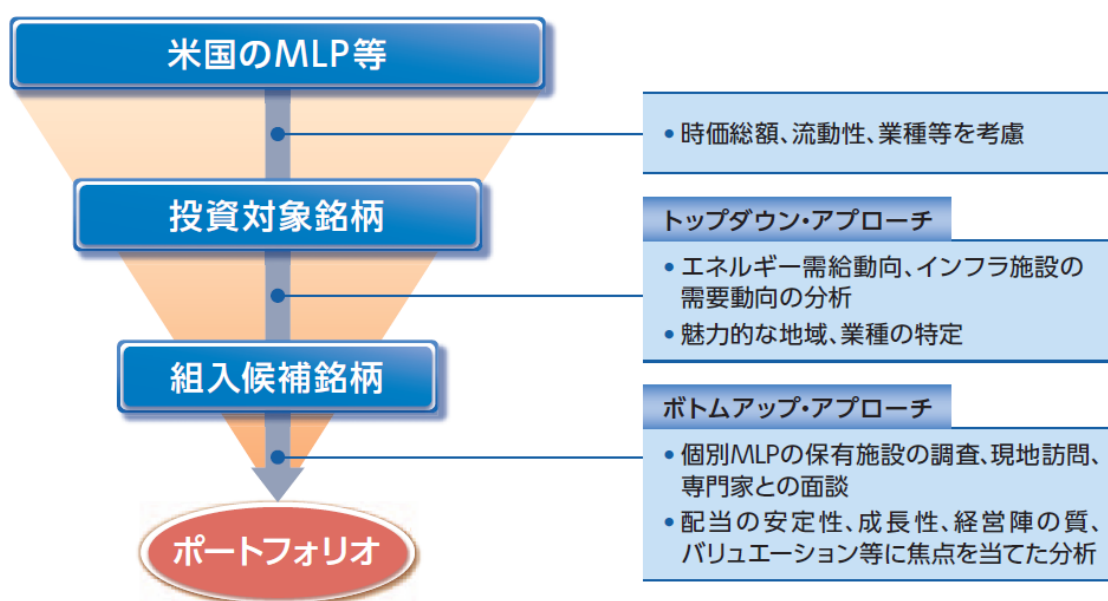 米国のMLP等
• 時価総額、流動性、業種等を考慮
投資対象銘柄
トップダウン・アプローチ
• エネルギー需給動向、インフラ施設の
需要動向の分析
• 魅力的な地域、業種の特定
組入候補銘柄
ボトムアップ・アプローチ
• 個別MLPの保有施設の調査、現地訪問、
専門家との面談
• 配当の安定性、成長性、経営陣の質、
バリュエーション等に焦点を当てた分析
ポートフォリオ